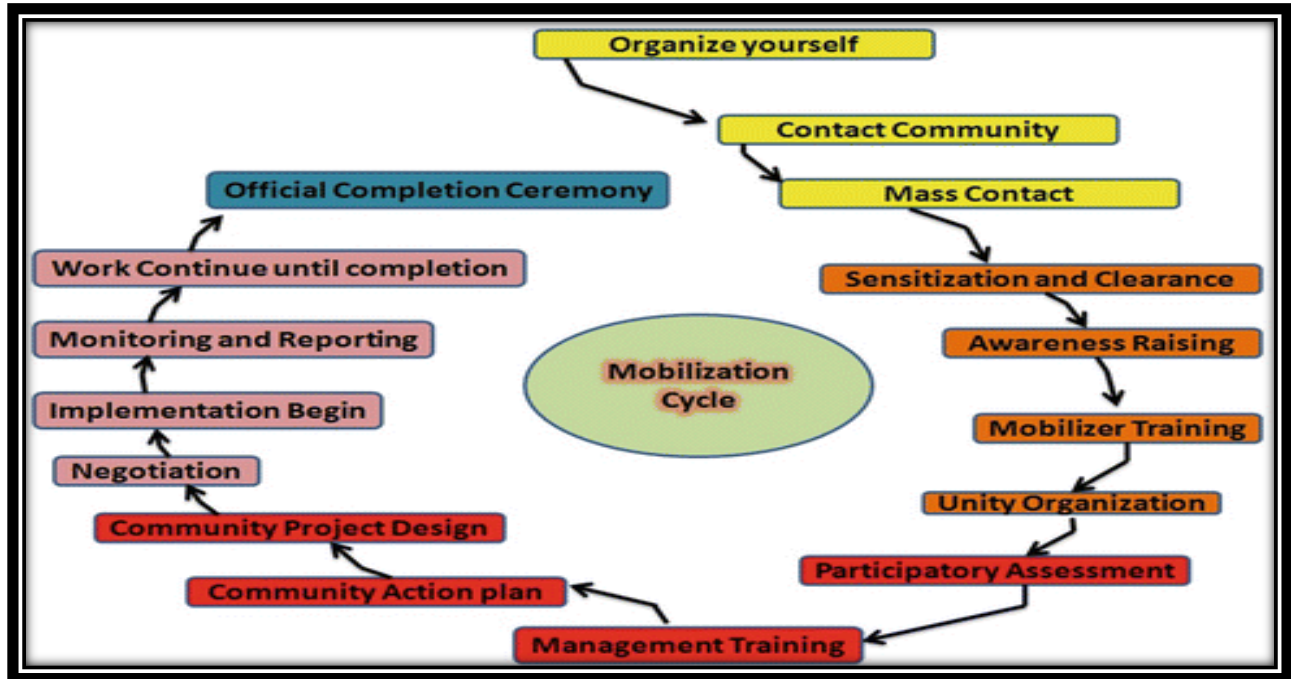 Organize yourself
Contact Community
Mass Contact
Sensitization and Clearance
Awareness Raising
Mobilizer Training
Unity Organization
Participatory Assessment
Management Training
Community Action plan
Community Project Design
Negotiation
Implementation Begin
Monitoring and Reporting
Work Continue until completion
Official Completion Ceremony
Mobilization
Cycle